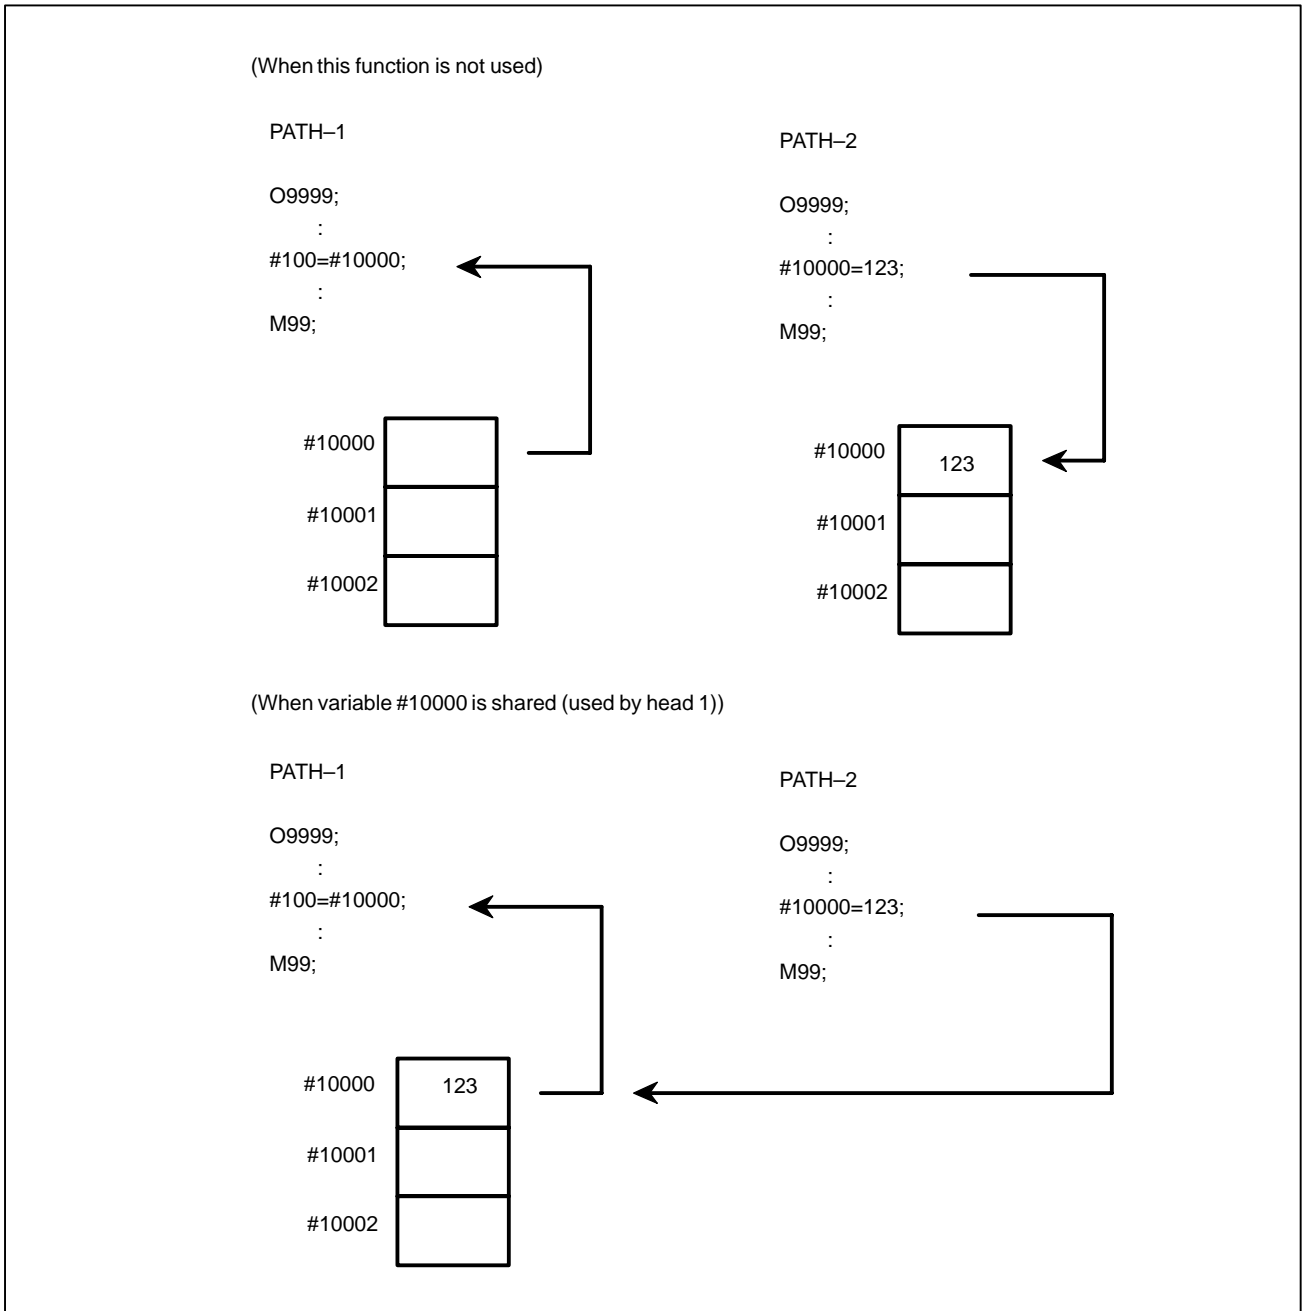 (When this function is not used)
PATH–1
O9999;
:
#100=#10000;
:
M99;
#10000
#10001
#10002
PATH–2
O9999;
:
#10000=123;
:
M99;
#10000 123
#10001
#10002
(When variable #10000 is shared (used by head 1))
PATH–1
O9999;
:
#100=#10000;
:
M99;
#10000 123
#10001
#10002
PATH–2
O9999;
:
#10000=123;
:
M99;